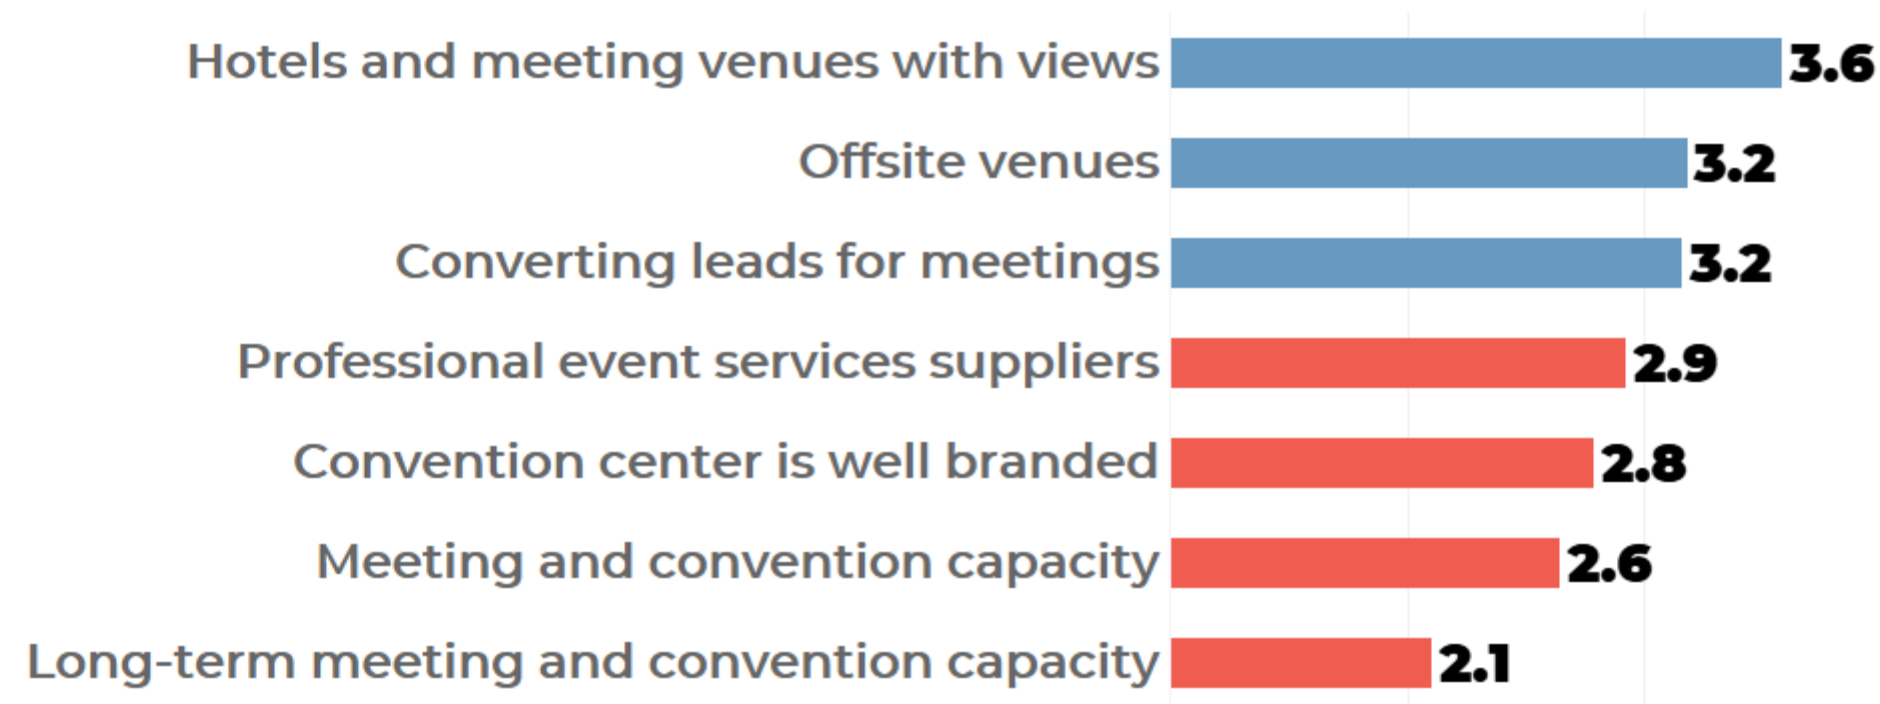 Hotels and meeting venues with views 3.6
Offsite venues 3.2
Converting leads for meetings 3.2
Professional event services suppliers 2.9
Convention center is well branded 2.8
Meeting and convention capacity 2.6
Long-term meeting and convention capacity 2.1